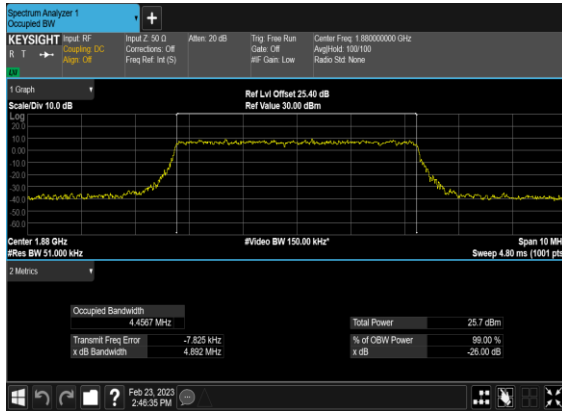 Spectrum Analyzer 1
Occupied BW
KEYSIGHT
R T
LXI
Input: RF
Coupling: DC
Align: Off
Input Z: 50 Ω
Corrections: Off
Freq Ref: Int (S)
Atten: 20 dB
Trig: Free Run
Gate: Off
#IF Gain: Low
Center Freq: 1.880000000 GHz
Avg|Hold: 100/100
Radio Std: None
1 Graph
Scale/Div 10.0 dB
Ref Lvl Offset 25.40 dB
Ref Value 30.00 dBm
Log
20.0
10.0
0.00
-10.0
-20.0
-30.0
-40.0
-50.0
-60.0
Center 1.88 GHz
#Res BW 51.000 kHz
#Video BW 150.00 kHz*
Span 10 MH
Sweep 4.80 ms (1001 pts
2 Metrics
Occupied Bandwidth
4.4567 MHz
Total Power 25.7 dBm
Transmit Freq Error -7.825 kHz
% of OBW Power 99.00 %
x dB Bandwidth 4.892 MHz
x dB -26.00 dB
?
Feb 23, 2023
2:46:35 PM